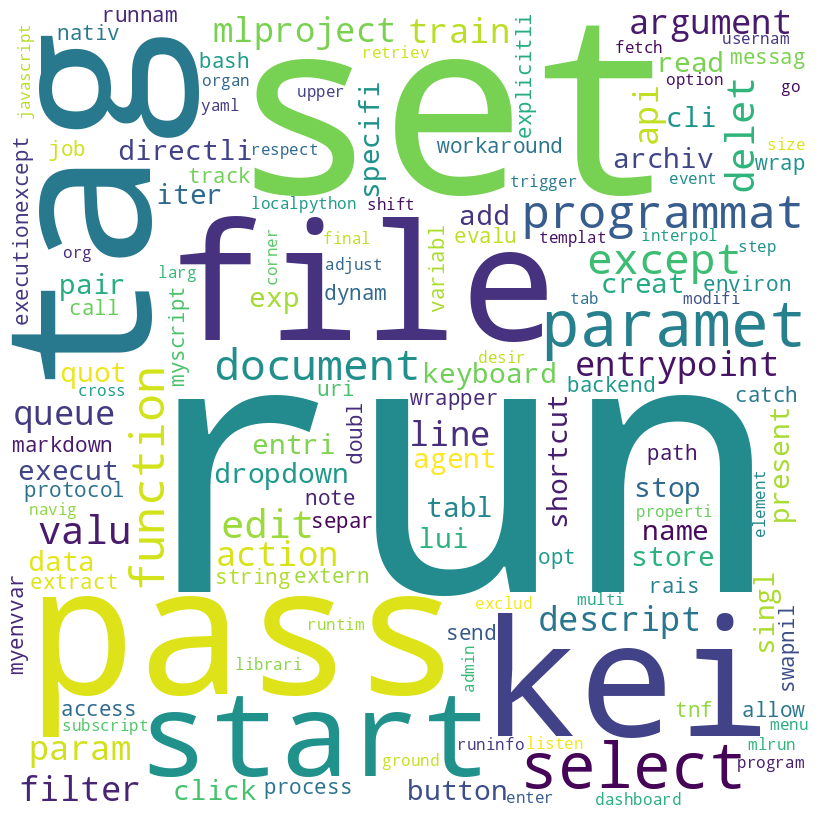 javascript
runnam
nativ
mlproject
train
retriev
argument
usernam
fetch
bash
organ
yaml
upper
explicitli
read
messag
option
go
tag
set
api
cli
delet
size
job
directli
respect
specifi
workaround
archiv
wrap
iter
track
localpython
shift
trigger
event
executionexcept
org
file
add
programmat
variabl
evalu
templat
interpol
step
corner
final
larg
adjust
dynam
exp
pair
call
except
creat
environ
tab
modifi
paramet
myscript
document
desir
keyboard
entrypoint
quot
cross
uri
wrapper
backend
catch
queue
function
run
markdown
entri
doubl
line
agent
shortcut
path
present
execut
dropdown
stop
protocol
note
tabl
name
properti
element
navig
separ
valu
edit
lui
store
data
action
opt
extract
string
extern
rais
myenvvar
pass
runtim
exclud
multi
singl
send
descript
swapnil
librari
admin
kei
access
start
tnf
allow
subscript
menu
param
ground
runinfo
listen
mlrun
select
program
filter
click
process
button
enter
dashboard